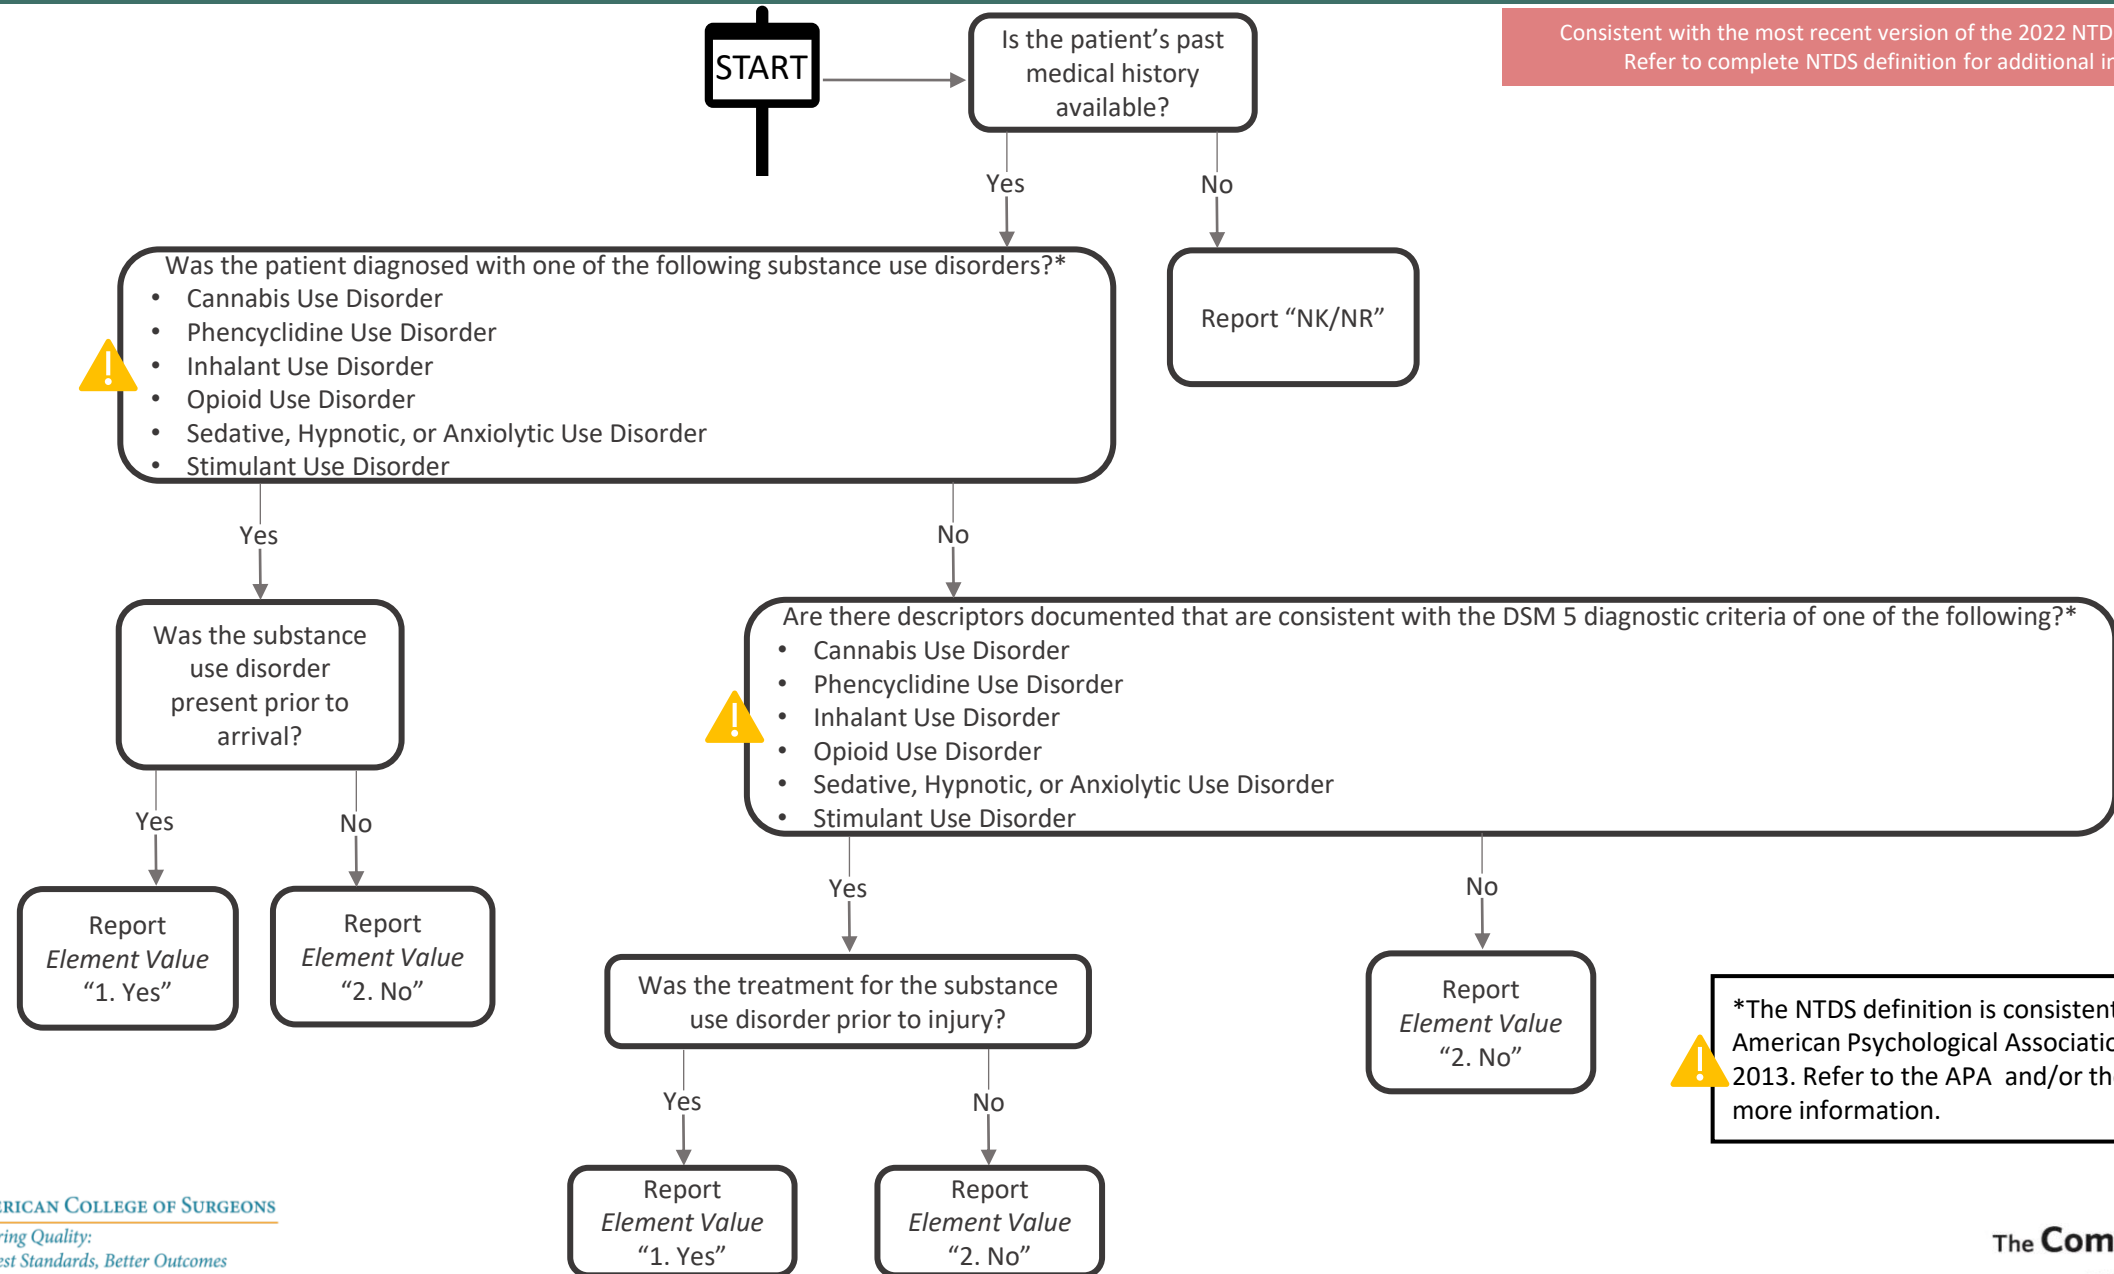 START
Is the patient's past
medical history
available?
Consistent with the most recent version of the 2022 NTD
Refer to complete NTDS definition for additional in
Yes
No
Was the patient diagnosed with one of the following substance use disorders?*
• Cannabis Use Disorder
• Phencyclidine Use Disorder
• Inhalant Use Disorder
• Opioid Use Disorder
• Sedative, Hypnotic, or Anxiolytic Use Disorder
• Stimulant Use Disorder
Report “NK/NR”
Yes
No
Was the substance
use disorder
present prior to
arrival?
Are there descriptors documented that are consistent with the DSM 5 diagnostic criteria of one of the following?*
• Cannabis Use Disorder
• Phencyclidine Use Disorder
• Inhalant Use Disorder
• Opioid Use Disorder
• Sedative, Hypnotic, or Anxiolytic Use Disorder
• Stimulant Use Disorder
Yes
No
Yes
No
Report
Element Value
“1. Yes”
Report
Element Value
“2. No”
Was the treatment for the substance
use disorder prior to injury?
Report
Element Value
“2. No”
*The NTDS definition is consistent
American Psychological Associatio
2013. Refer to the APA and/or th
more information.
Yes
No
Report
Element Value
“1. Yes”
Report
Element Value
“2. No”
ERICAN COLLEGE OF SURGEONS
ring Quality:
est Standards, Better Outcomes
The Com